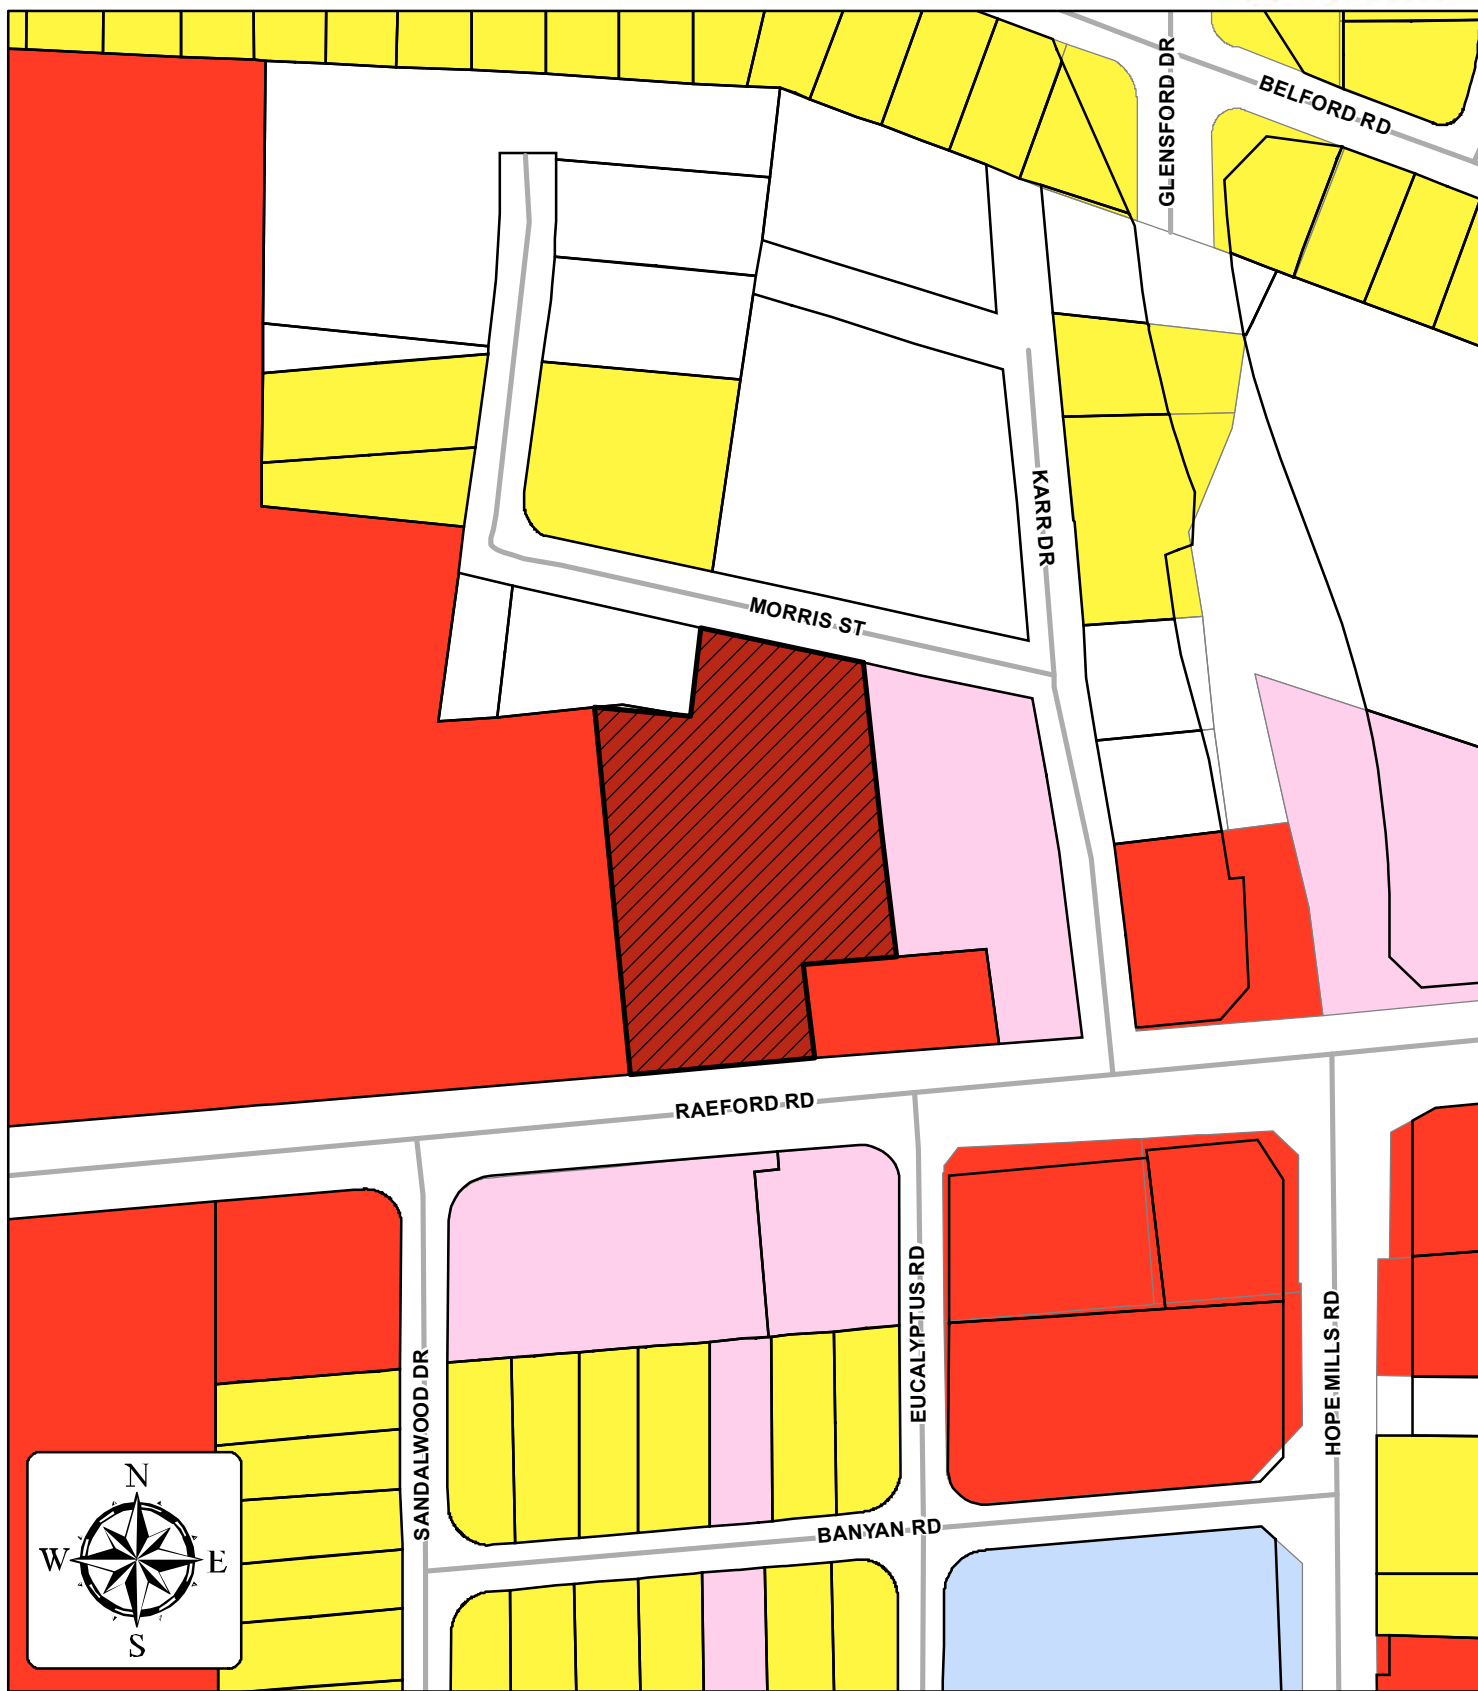 GLENSFORD DR
BELFORD RD
KARR DR
MORRIS ST
RAEFORD RD
SANDALWOOD DR
EUCALYPTUS RD
HOPE MILLS RD
BANYAN RD
N
W E
S